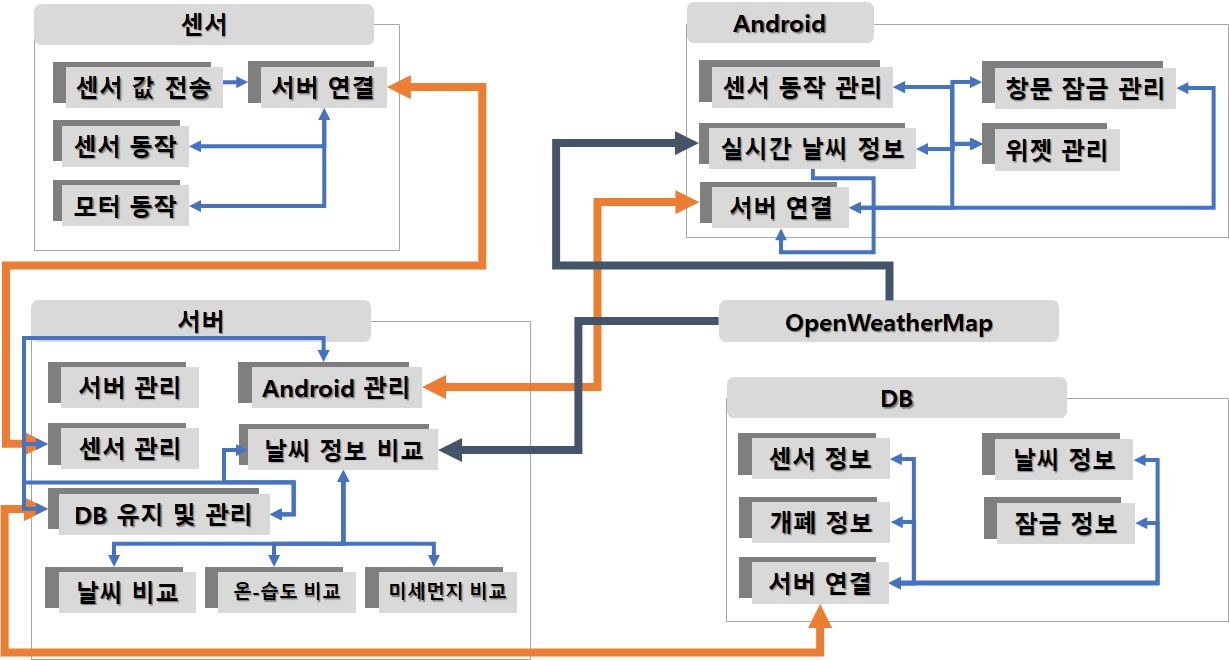 센서
센서 값 전송
서버 연결
센서 동작
모터 동작
Android
센서 동작 관리
창문 잠금 관리
실시간 날씨 정보
위젯 관리
서버 연결
OpenWeatherMap
서버
서버 관리
Android 관리
센서 관리
날씨 정보 비교
DB 유지 및 관리
날씨 비교
온-습도 비교
미세먼지 비교
DB
센서 정보
날씨 정보
개폐 정보
잠금 정보
서버 연결